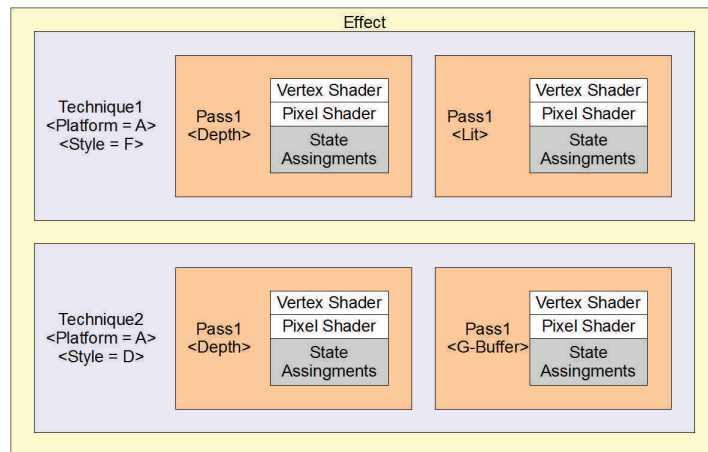 Effect
Technique1
<Platform = A>
<Style = F>
Pass1
<Depth>
Vertex Shader
Pixel Shader
State
Assingments
Pass1
<Lit>
Vertex Shader
Pixel Shader
State
Assingments
Technique2
<Platform = A>
<Style = D>
Pass1
<Depth>
Vertex Shader
Pixel Shader
State
Assingments
Pass1
<G-Buffer>
Vertex Shader
Pixel Shader
State
Assingments